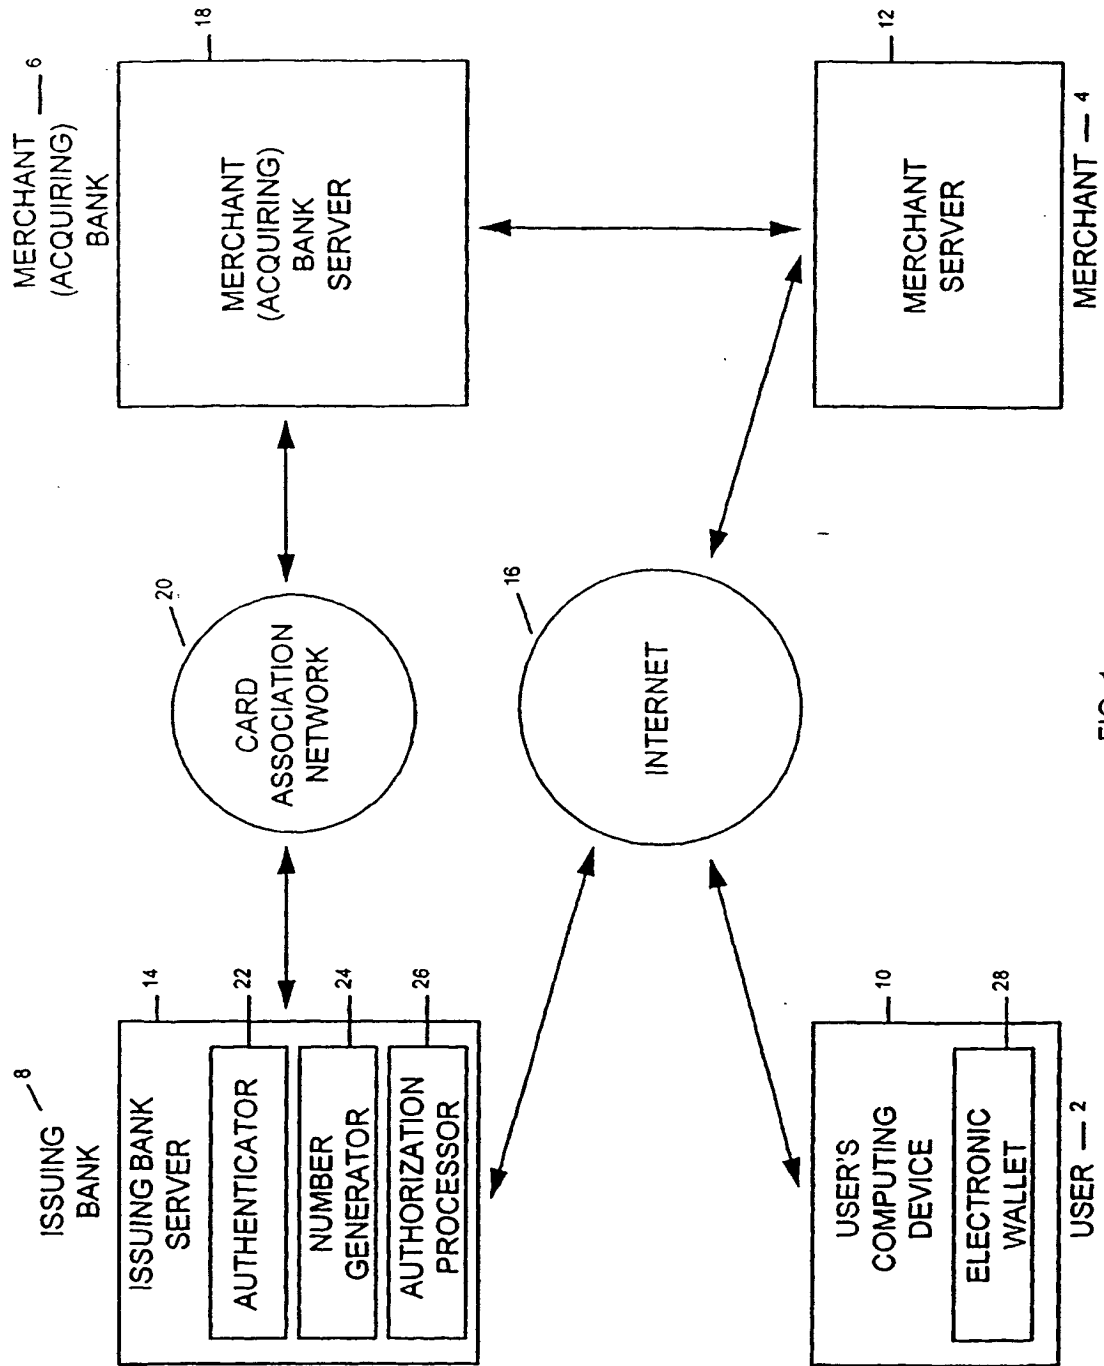 ISSUING
BANK
8
ISSUING BANK
SERVER
14
AUTHENTICATOR
22
NUMBER
GENERATOR
24
AUTHORIZATION
PROCESSOR
26
CARD
ASSOCIATION
NETWORK
20
MERCHANT
(ACQUIRING)
BANK
6
MERCHANT
(ACQUIRING)
BANK
SERVER
18
INTERNET
16
USER'S
COMPUTING
DEVICE
10
ELECTRONIC
WALLET
28
USER — 2
MERCHANT
SERVER
12
MERCHANT — 4